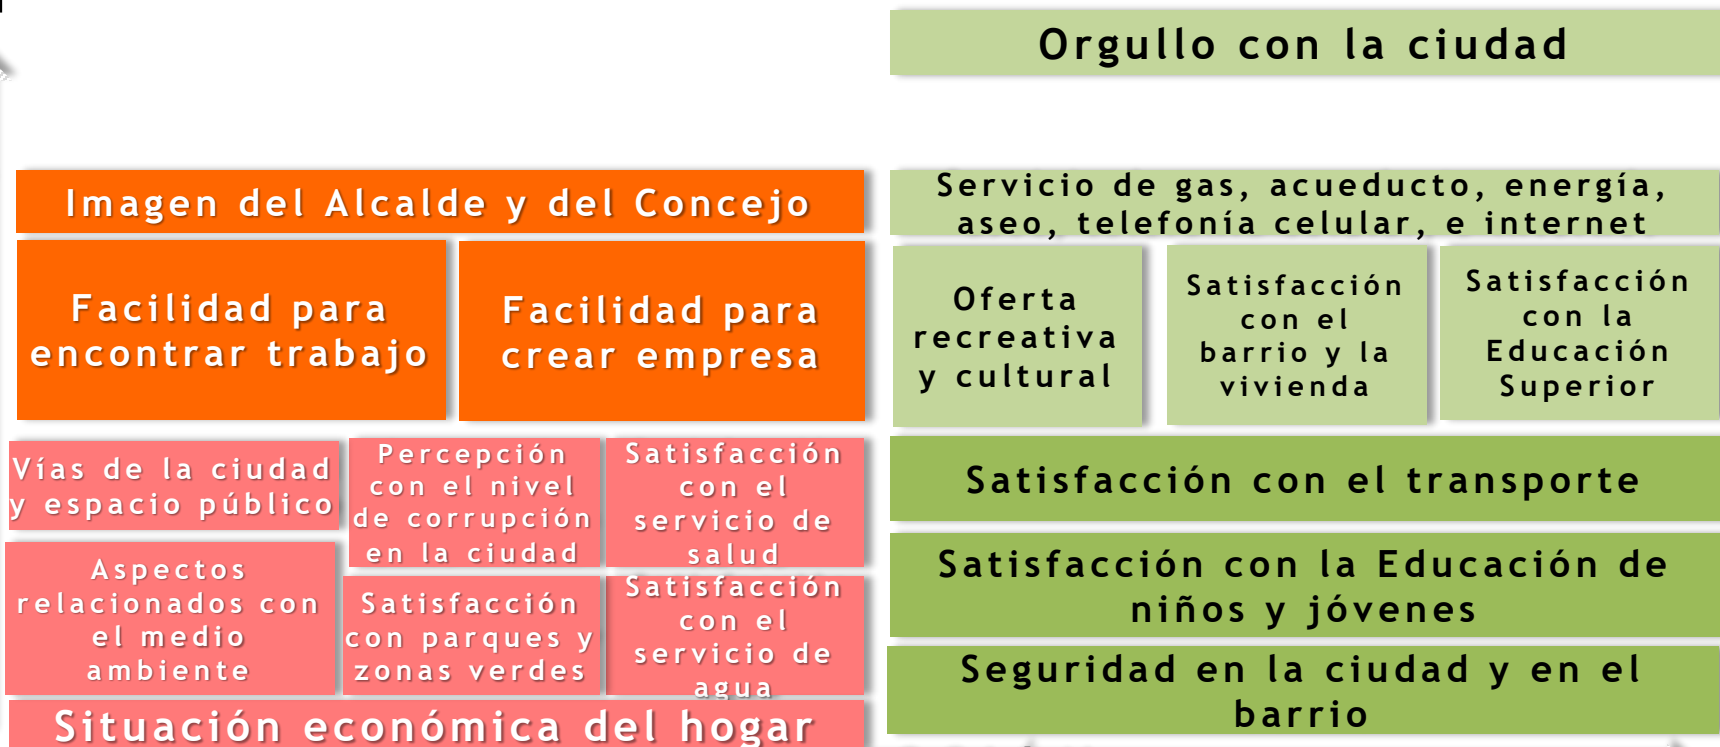 Orgullo con la ciudad
Imagen del Alcalde y del Concejo
Facilidad para
encontrar trabajo
Facilidad para
crear empresa
Servicio de gas, acueducto, energía,
aseo, telefonía celular, e internet
Oferta
recreativa
y cultural
Satisfacción
con el
barrio y la
vivienda
Satisfacción
con la
Educación
Superior
Vías de la ciudad
y espacio público
Percepción
con el nivel
de corrupción
en la ciudad
Satisfacción
con el
servicio de
salud
Aspectos
relacionados con
el medio
ambiente
Satisfacción
con parques y
zonas verdes
Satisfacción
con el
servicio de
agua
Situación económica del hogar
Satisfacción con el transporte
Satisfacción con la Educación de
niños y jóvenes
Seguridad en la ciudad y en el
barrio